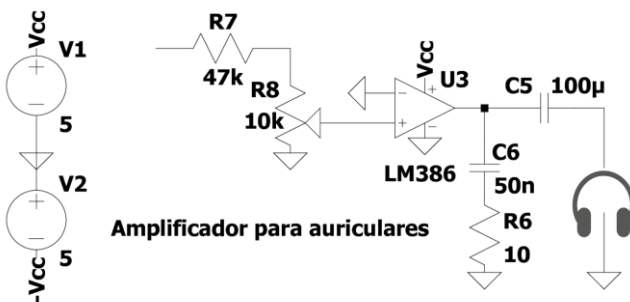 Vcc
V1
5
V2
5
-Vcc
R7
47k
R8
10k
Vcc
U3
LM386
C5
100µ
C6
50n
R6
10
Amplificador para auriculares